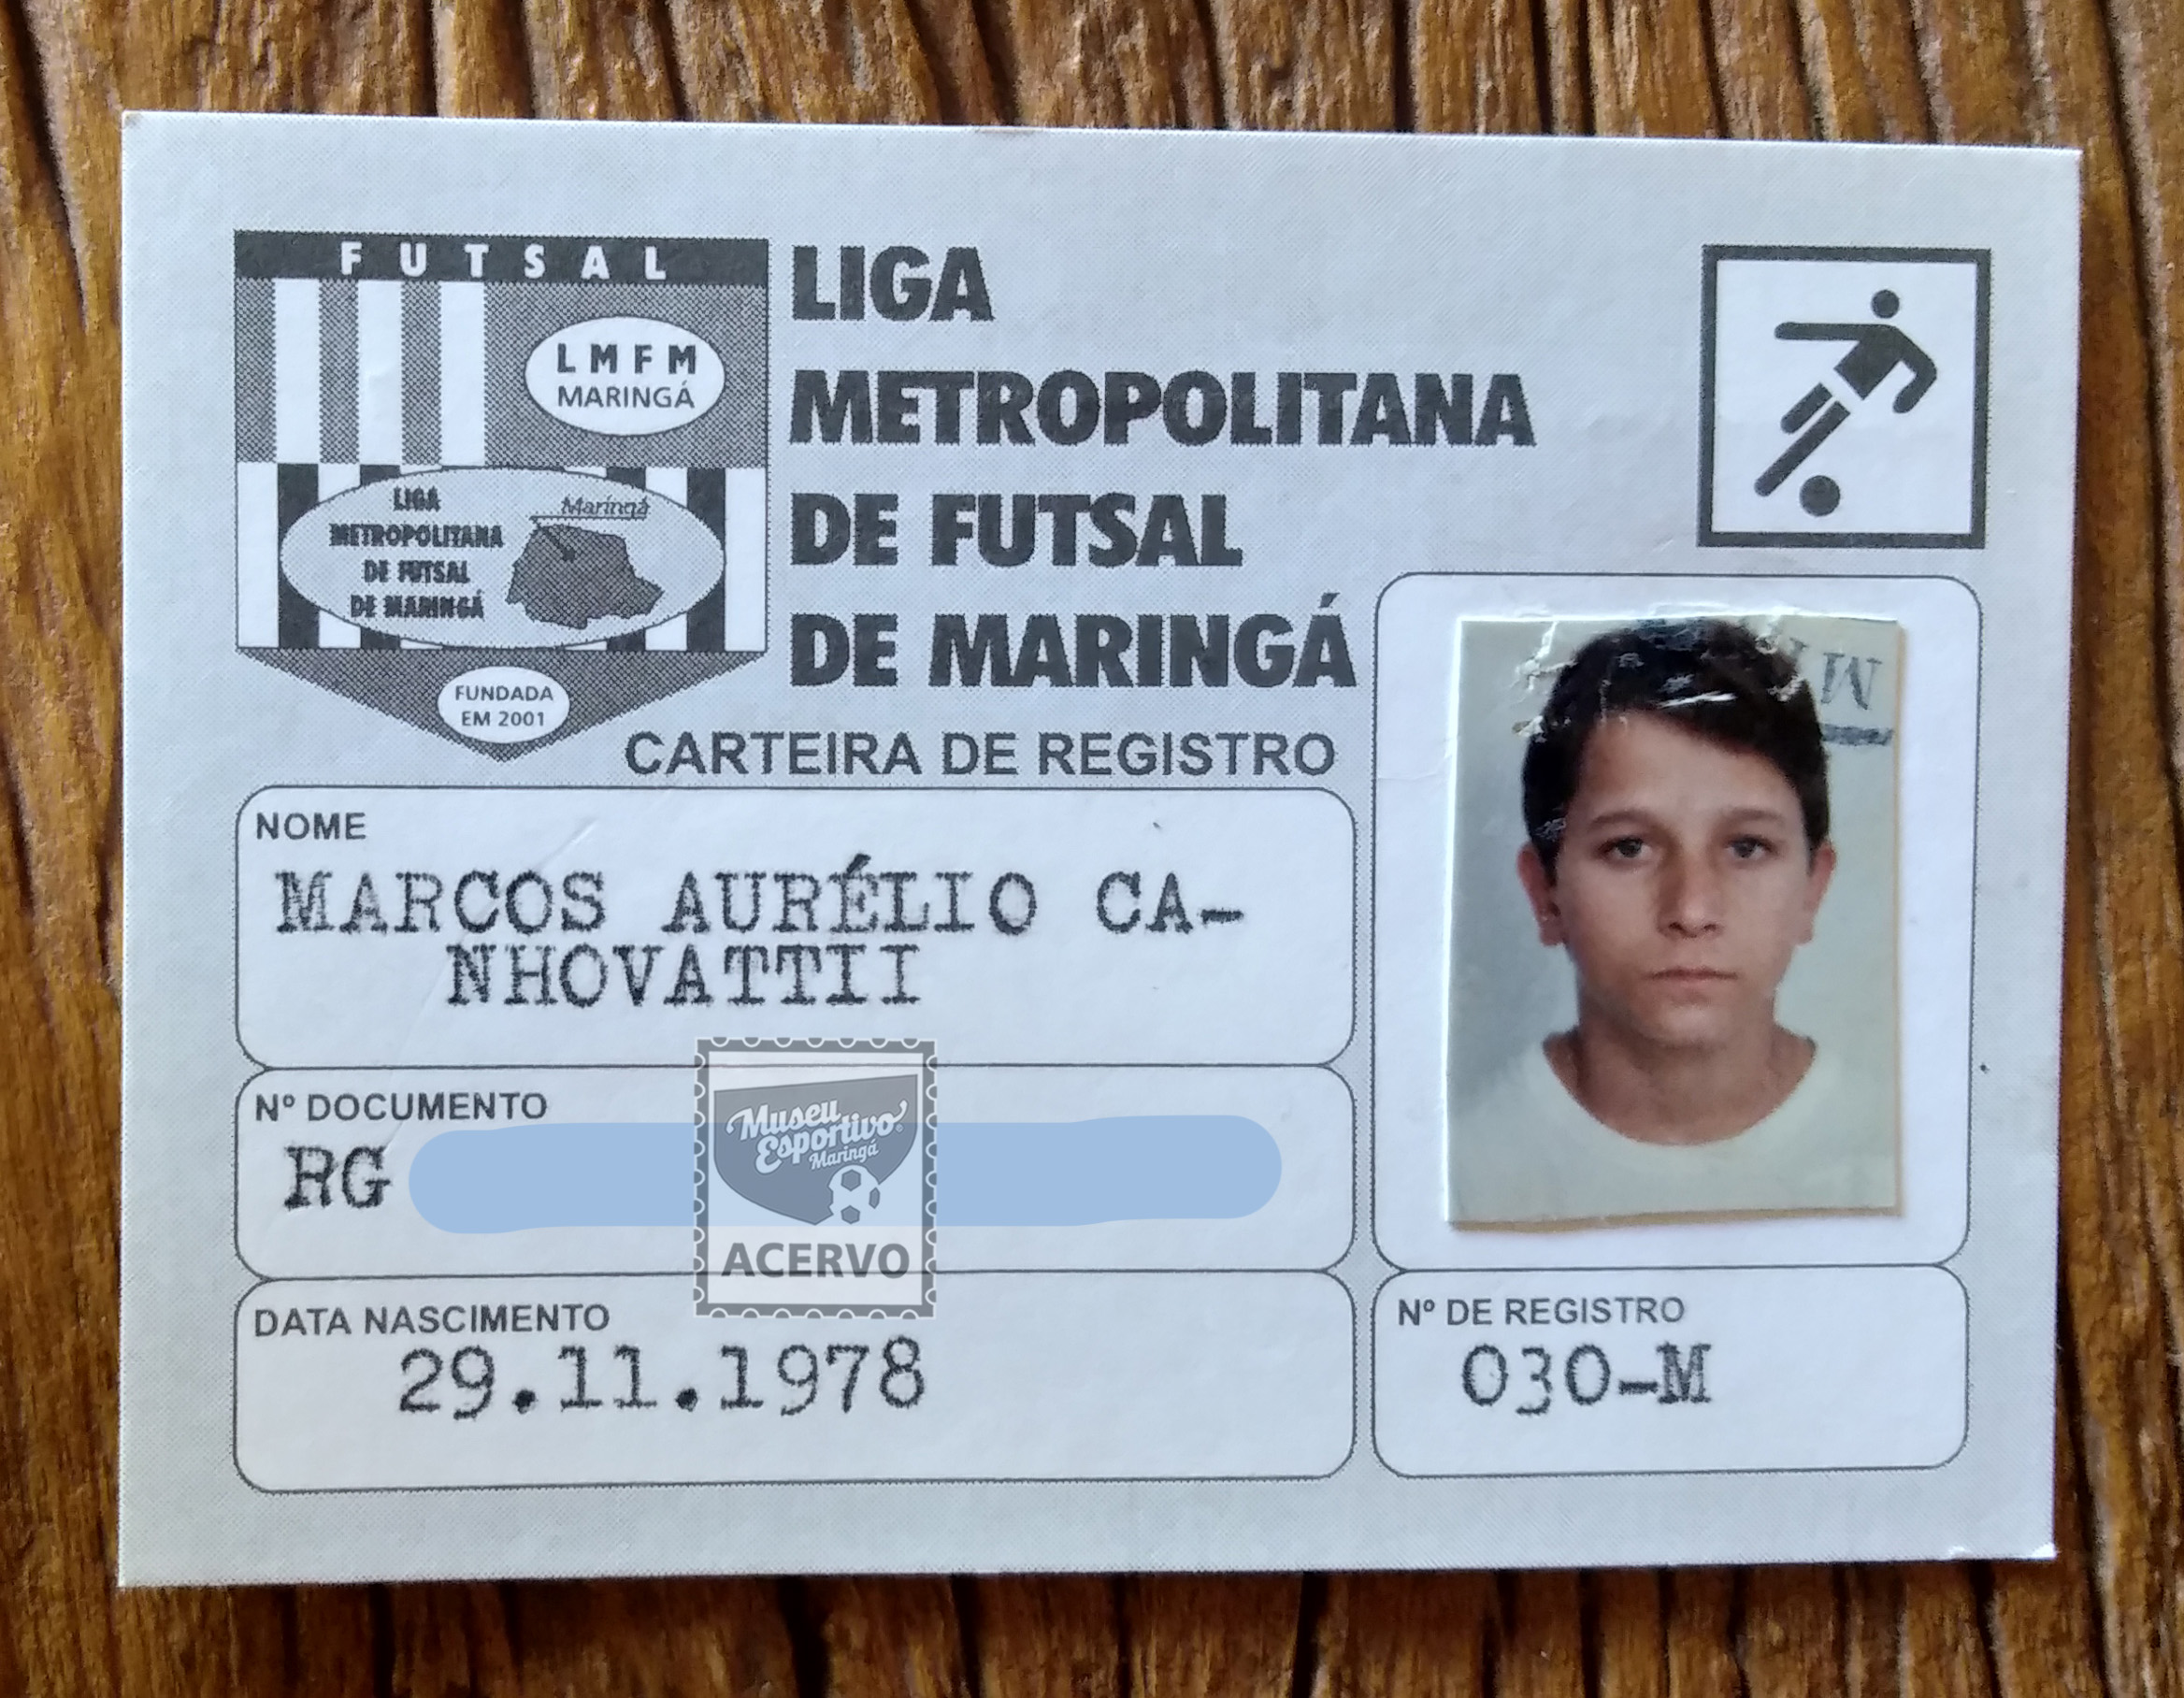 FUTSAL
LMFM
MARINGÁ
LIGA
METROPOLITANA
DE FUTSAL
DE MARINGÁ
Maringá
FUNDADA
EM 2001
LIGA
METROPOLITANA
DE FUTSAL
DE MARINGÁ
CARTEIRA DE REGISTRO
NOME
MARCOS AURÉLIO CA-
NHOVATTII
Nº DOCUMENTO
RG
Museu
Esportivo
Maringá
ACERVO
DATA NASCIMENTO
29.11.1978
Nº DE REGISTRO
030-M